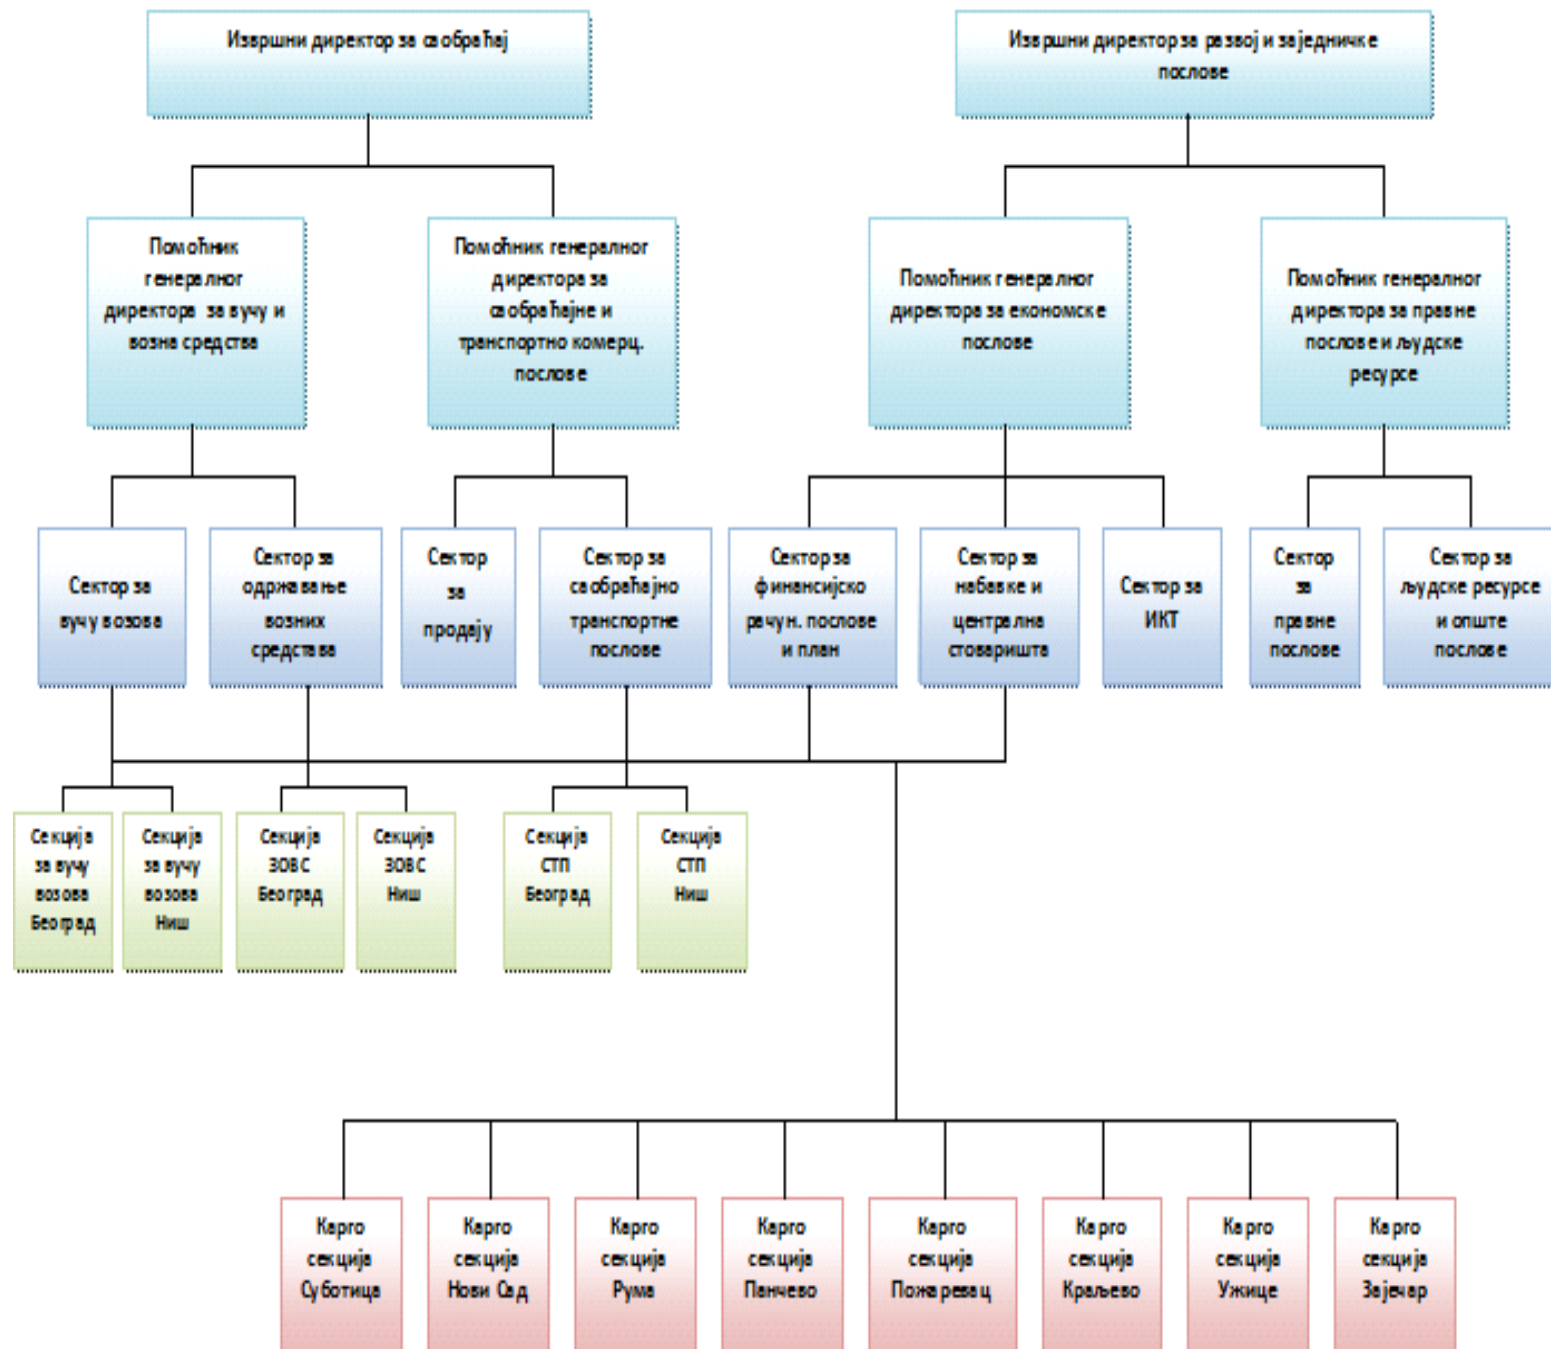 Извршни директор за саобраћај
Извршни директор за развој и заједничке
послове
Помоћник
генералног
директора за вучу и
возна средства
Помоћник генералног
директора за
саобраћајне и
транспортно комерц.
послове
Помоћник генералног
директора за економске
послове
Помоћник генералног
директора за правне
послове и људске
ресурсе
Сектор за
вучу возова
Сектор за
одржавање
возних
средстава
Сектор
за
продају
Сектор за
саобраћајно
транспортне
послове
Сектор за
финансијско
рачун. послове
и план
Сектор за
набавке и
централна
стоваришта
Сектор за
ИКТ
Сектор
за
правне
послове
Сектор за
људске ресурсе
и опште
послове
Секција
за вучу
возова
Београд
Секција
за вучу
возова
Ниш
Секција
ЗОВС
Београд
Секција
ЗОВС
Ниш
Секција
СТП
Београд
Секција
СТП
Ниш
Карго
секција
Суботица
Карго
секција
Нови Сад
Карго
секција
Рума
Карго
секција
Панчево
Карго
секција
Пожаревац
Карго
секција
Краљево
Карго
секција
Ужице
Карго
секција
Зајечар